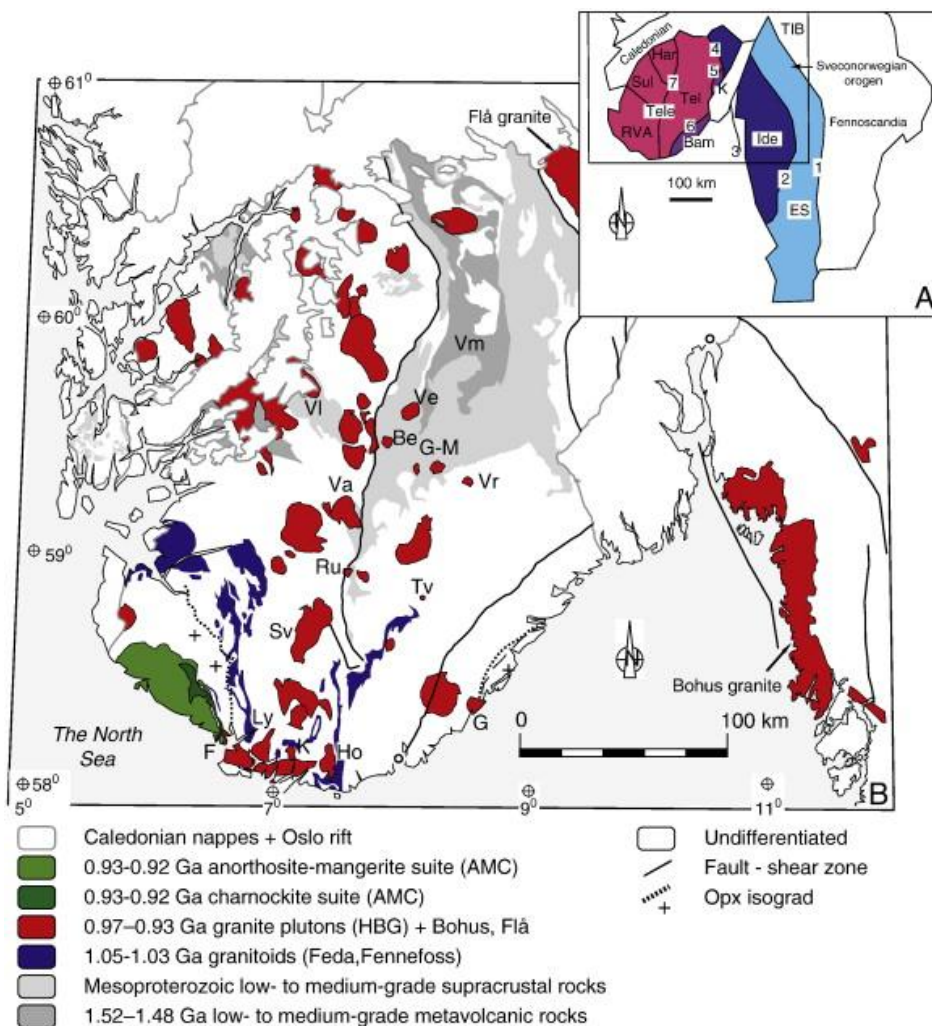 61⁰
60
59⁰
58⁰
5⁰
7⁰
9⁰
11⁰
Flå granite
Vm
Vl
Ve
Be
G-M
Vr
Va
Ru
Tv
Sv
Ly
F
K
Ho
G
The North
Sea
N
0
100 km
Bohus granite
B
TIB
Caledonian
Sveconorwegian
orogen
Har
Sul
7
4
5
K
Tel
Tele
Fennoscandia
RVA
6
Bam
3
Ide
1
2
100 km
ES
N
A
Caledonian nappes + Oslo rift
0.93-0.92 Ga anorthosite-mangerite suite (AMC)
0.93-0.92 Ga charnockite suite (AMC)
0.97–0.93 Ga granite plutons (HBG) + Bohus, Flå
1.05-1.03 Ga granitoids (Feda,Fennefoss)
Mesoproterozoic low- to medium-grade supracrustal rocks
1.52–1.48 Ga low- to medium-grade metavolcanic rocks
Undifferentiated
Fault - shear zone
Opx isograd